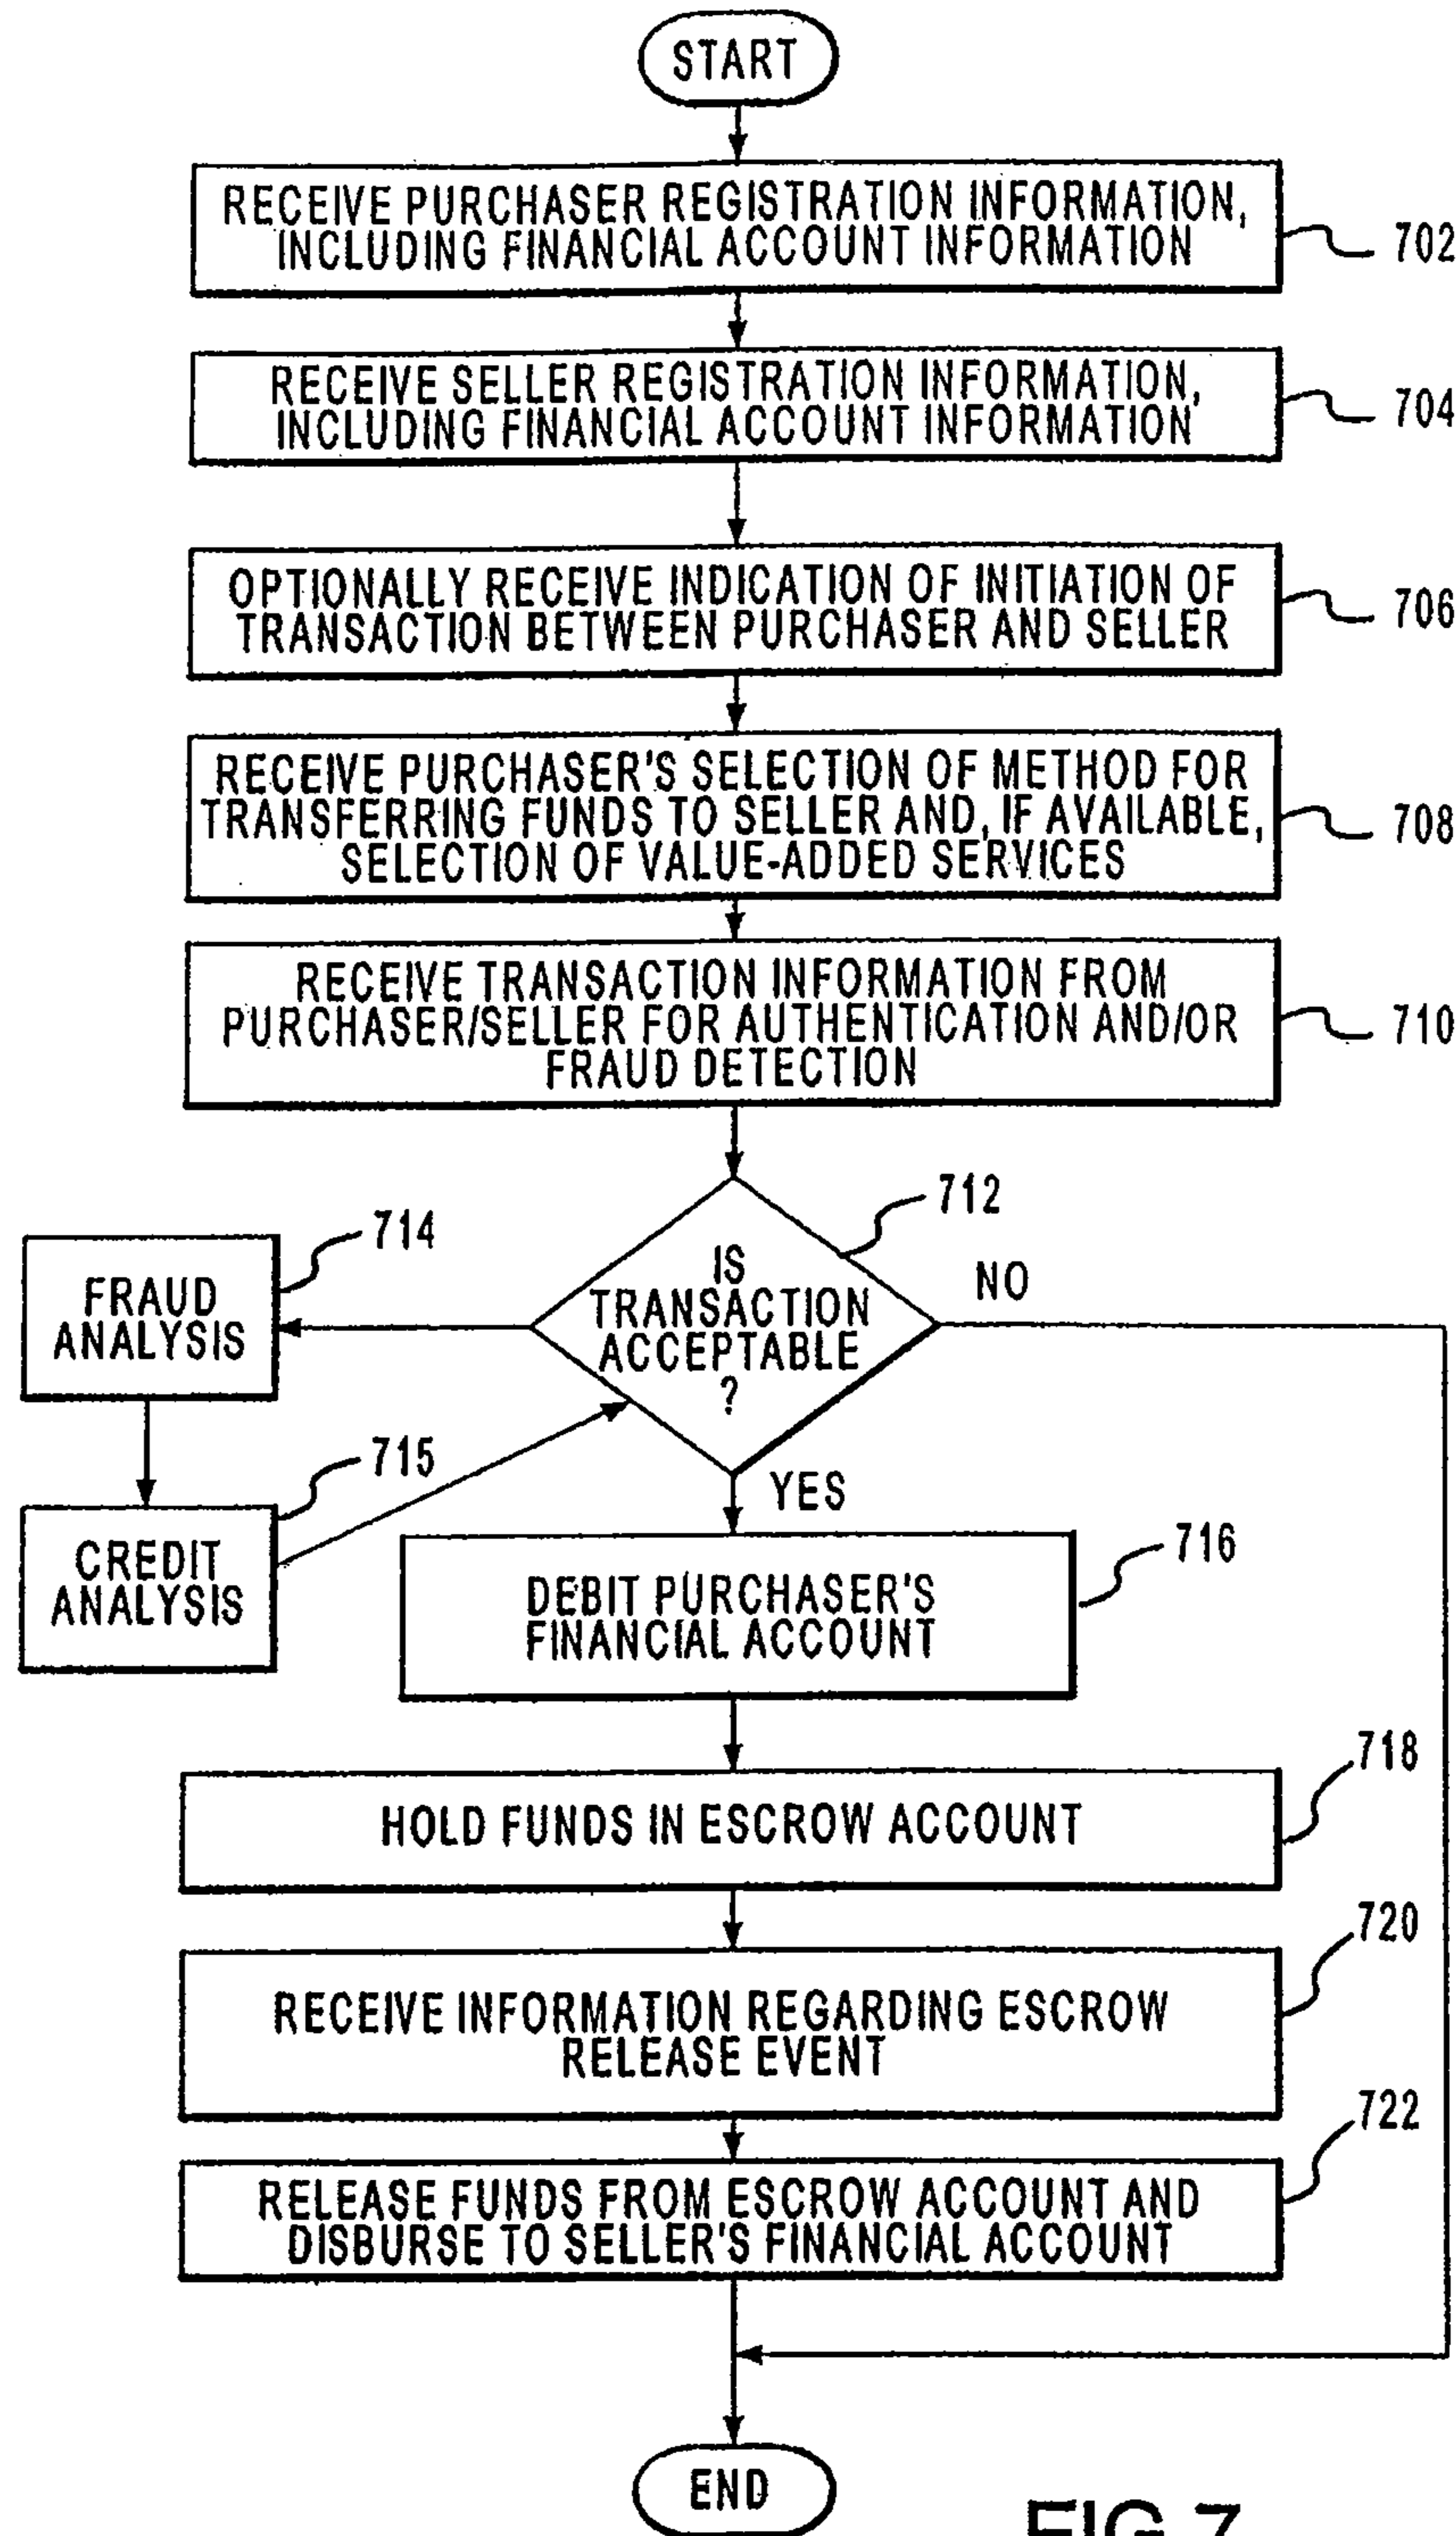 START
RECEIVE PURCHASER REGISTRATION INFORMATION,
INCLUDING FINANCIAL ACCOUNT INFORMATION
702
RECEIVE SELLER REGISTRATION INFORMATION,
INCLUDING FINANCIAL ACCOUNT INFORMATION
704
OPTIONALLY RECEIVE INDICATION OF INITIATION OF
TRANSACTION BETWEEN PURCHASER AND SELLER
706
RECEIVE PURCHASER'S SELECTION OF METHOD FOR
TRANSFERRING FUNDS TO SELLER AND, IF AVAILABLE,
SELECTION OF VALUE-ADDED SERVICES
708
RECEIVE TRANSACTION INFORMATION FROM
PURCHASER/SELLER FOR AUTHENTICATION AND/OR
FRAUD DETECTION
710
712
IS
TRANSACTION
ACCEPTABLE
?
NO
714
FRAUD
ANALYSIS
715
CREDIT
ANALYSIS
YES
716
DEBIT PURCHASER'S
FINANCIAL ACCOUNT
718
HOLD FUNDS IN ESCROW ACCOUNT
720
RECEIVE INFORMATION REGARDING ESCROW
RELEASE EVENT
722
RELEASE FUNDS FROM ESCROW ACCOUNT AND
DISBURSE TO SELLER'S FINANCIAL ACCOUNT
END
FIG.7